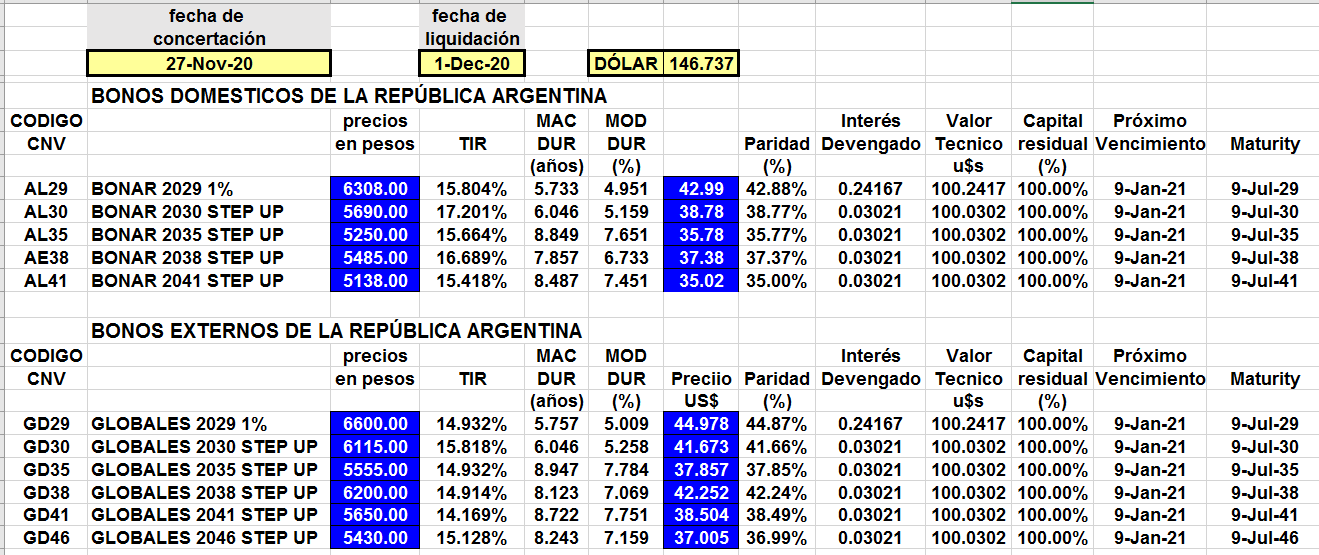 fecha de fecha de
concertación liquidación
27-Nov-20 1-Dec-20 DÓLAR 146.737
BONOS DOMESTICOS DE LA REPÚBLICA ARGENTINA
CODIGO precios MAC MOD Interés Valor Capital Próximo
CNV en pesos TIR DUR DUR Paridad Devengado Tecnico residual Vencimiento Maturity
(años) (%) (%) u$s (%)
AL29 BONAR 2029 1% 6308.00 15.804% 5.733 4.951 42.99 42.88% 0.24167 100.2417 100.00% 9-Jan-21 9-Jul-29
AL30 BONAR 2030 STEP UP 5690.00 17.201% 6.046 5.159 38.78 38.77% 0.03021 100.0302 100.00% 9-Jan-21 9-Jul-30
AL35 BONAR 2035 STEP UP 5250.00 15.664% 8.849 7.651 35.78 35.77% 0.03021 100.0302 100.00% 9-Jan-21 9-Jul-35
AE38 BONAR 2038 STEP UP 5485.00 16.689% 7.857 6.733 37.38 37.37% 0.03021 100.0302 100.00% 9-Jan-21 9-Jul-38
AL41 BONAR 2041 STEP UP 5138.00 15.418% 8.487 7.451 35.02 35.00% 0.03021 100.0302 100.00% 9-Jan-21 9-Jul-41
BONOS EXTERNOS DE LA REPÚBLICA ARGENTINA
CODIGO precios MAC MOD Interés Valor Capital Próximo
CNV en pesos TIR DUR DUR Preciio Paridad Devengado Tecnico residual Vencimiento Maturity
(años) (%) US$ (%) u$s (%)
GD29 GLOBALES 2029 1% 6600.00 14.932% 5.757 5.009 44.978 44.87% 0.24167 100.2417 100.00% 9-Jan-21 9-Jul-29
GD30 GLOBALES 2030 STEP UP 6115.00 15.818% 6.046 5.258 41.673 41.66% 0.03021 100.0302 100.00% 9-Jan-21 9-Jul-30
GD35 GLOBALES 2035 STEP UP 5555.00 14.932% 8.947 7.784 37.857 37.85% 0.03021 100.0302 100.00% 9-Jan-21 9-Jul-35
GD38 GLOBALES 2038 STEP UP 6200.00 14.914% 8.123 7.069 42.252 42.24% 0.03021 100.0302 100.00% 9-Jan-21 9-Jul-38
GD41 GLOBALES 2041 STEP UP 5650.00 14.169% 8.722 7.751 38.504 38.49% 0.03021 100.0302 100.00% 9-Jan-21 9-Jul-41
GD46 GLOBALES 2046 STEP UP 5430.00 15.128% 8.243 7.159 37.005 36.99% 0.03021 100.0302 100.00% 9-Jan-21 9-Jul-46